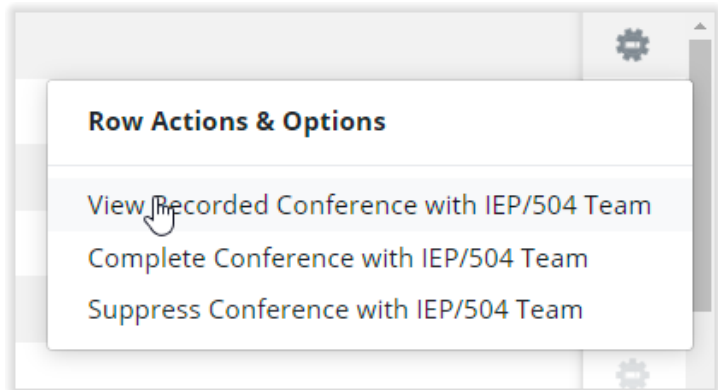 Row Actions & Options
View Recorded Conference with IEP/504 Team
Complete Conference with IEP/504 Team
Suppress Conference with IEP/504 Team